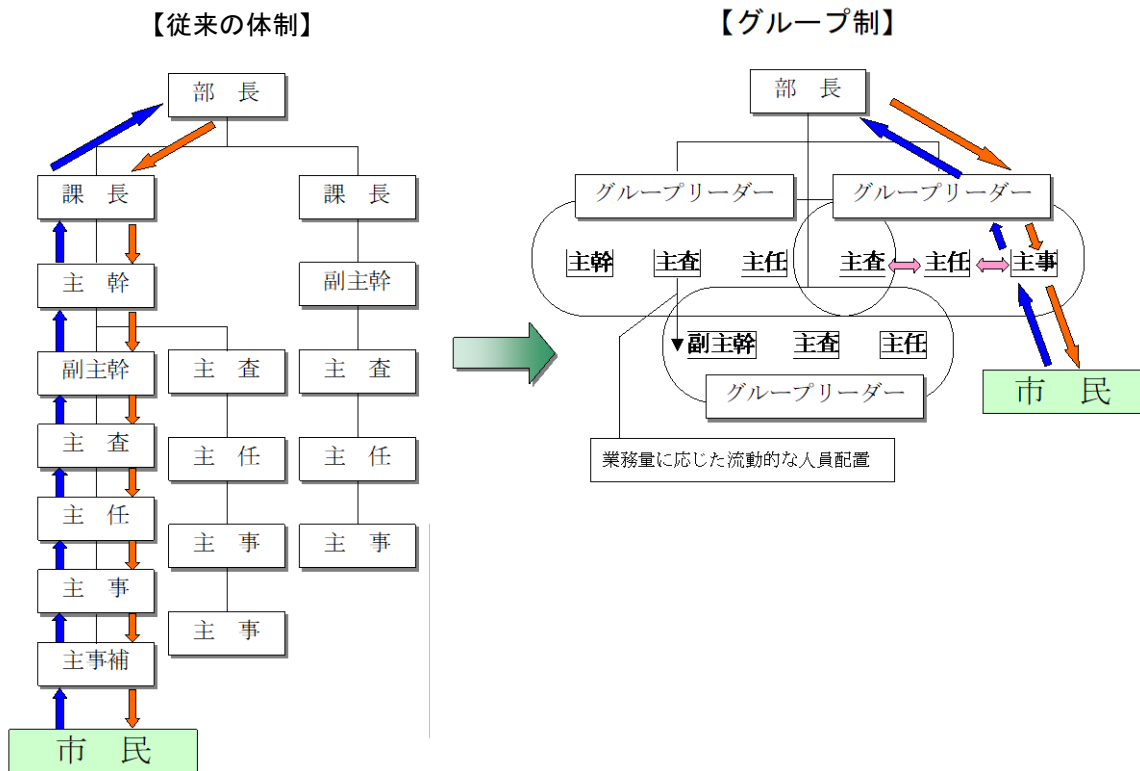 【従来の体制】
部　長
課　長
課　長
主　幹
副主幹
副主幹
主　査
主　査
主　査
主　任
主　任
主　任
主　事
主　事
主　事
主　事
主事補
市　民
【グループ制】
部　長
グループリーダー
グループリーダー
主幹
主査
主任
主査
主任
主事
副主幹
主査
主任
グループリーダー
市　民
業務量に応じた流動的な人員配置